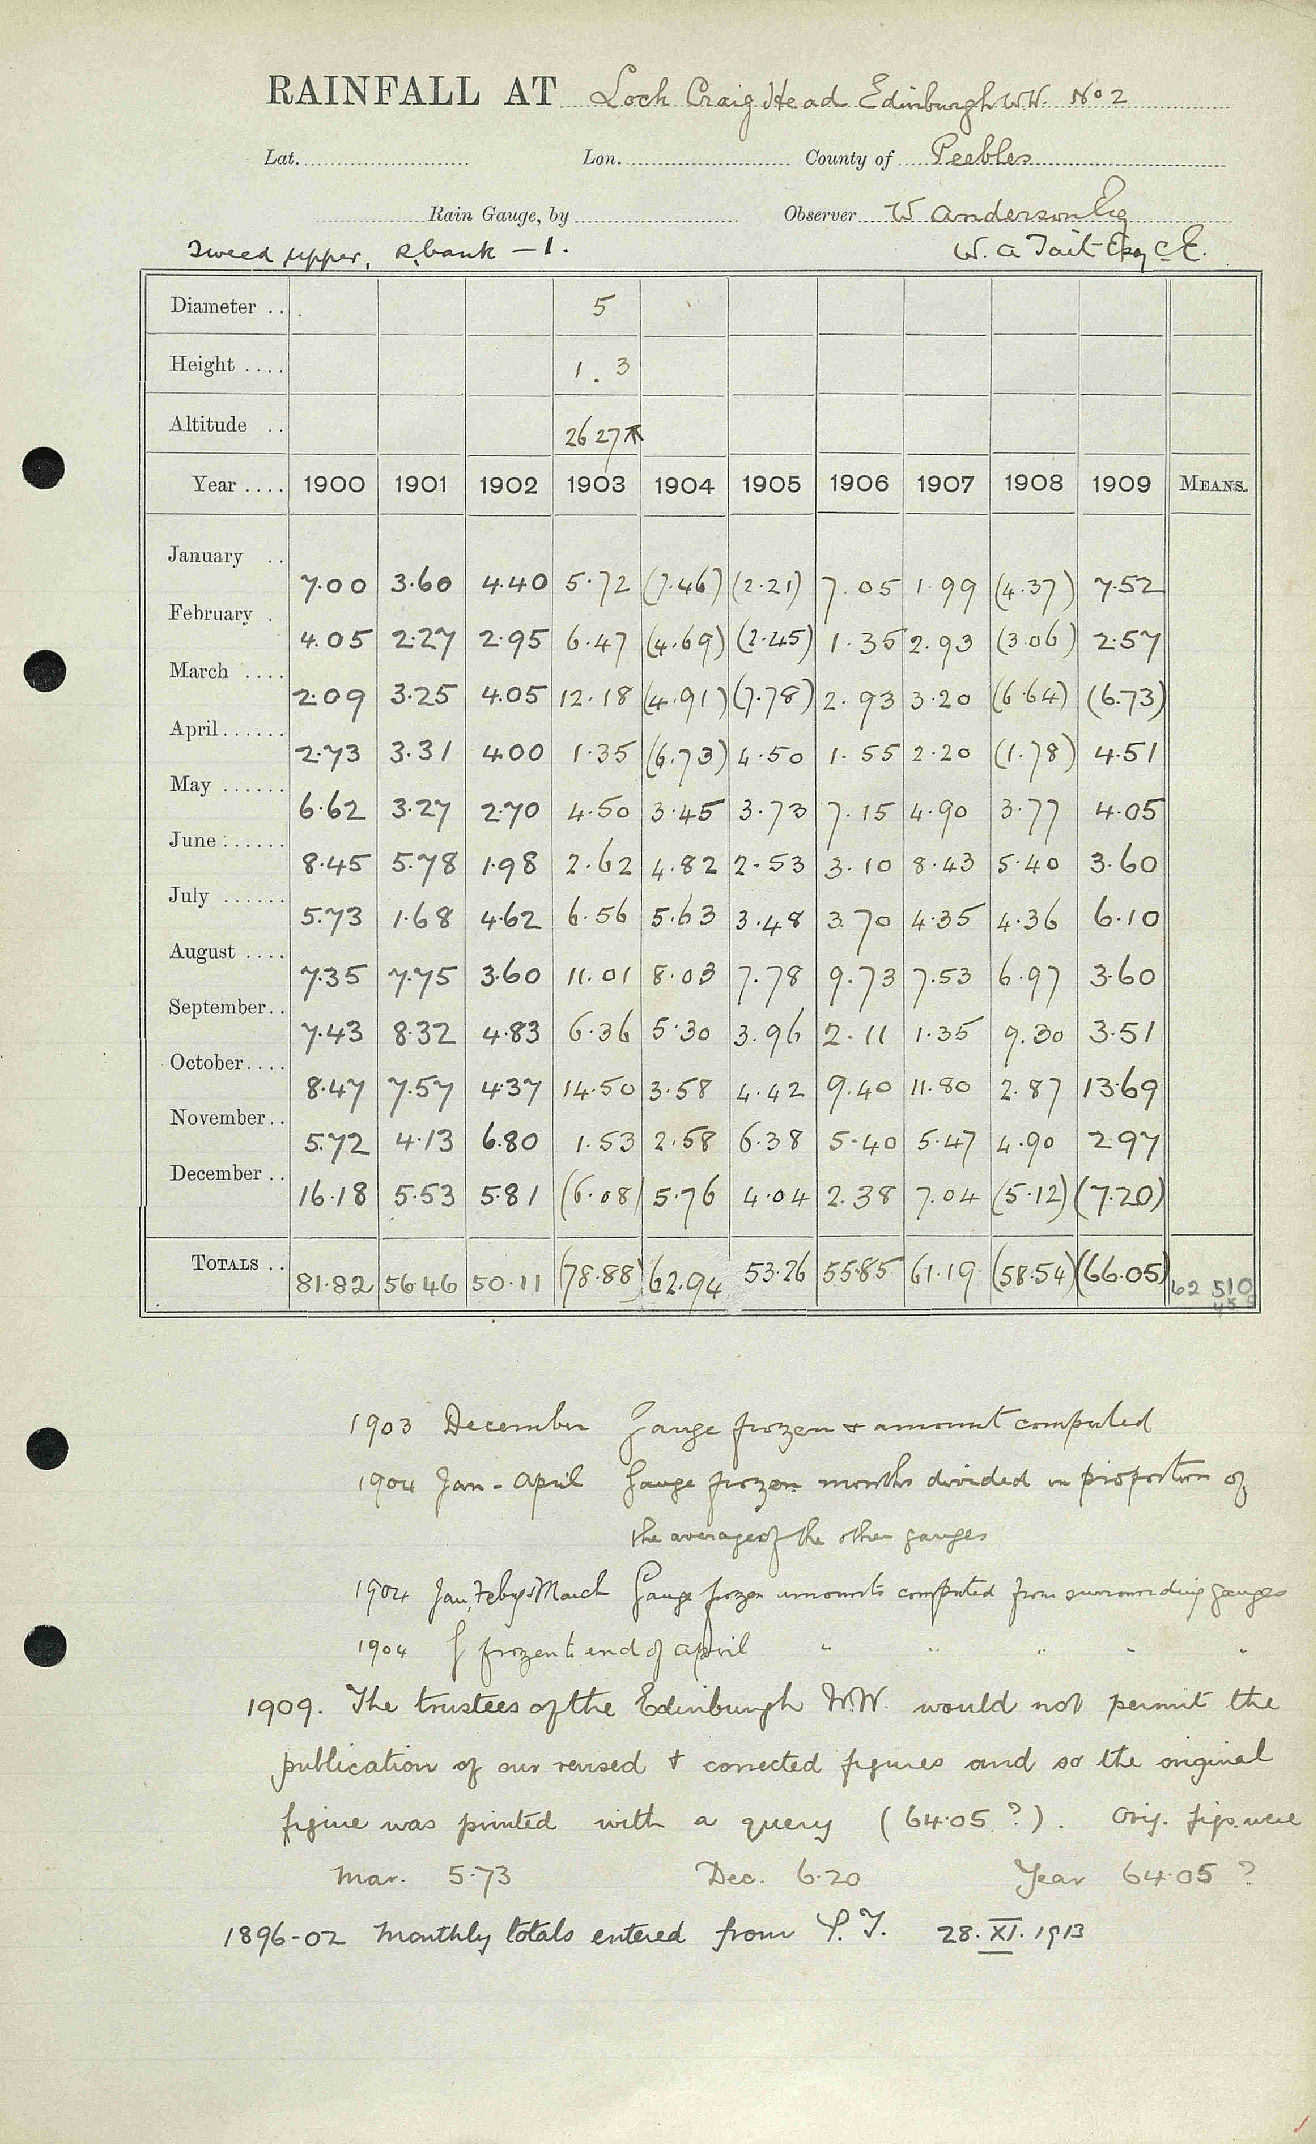 RAINFALL AT Loch Craig Head Edinburgh W.W. No 2
Lat. Lon. County of Peebles
Rain Gauge, by Observer W Anderson Esq
Tweed upper, R. bank - 1. W. A Tait Esq C.E.
Diameter .. 5
Height .... 1 . 3
Altitude .. 2627
Year .... 1900 1901 1902 1903 1904 1905 1906 1907 1908 1909 MEANS.
January .. 7.00 3.60 4.40 5.72 (7.46) (2.21) 7.05 1.99 (4.37) 7.52
February . 4.05 2.27 2.95 6.47 (4.69) (2.45) 1.35 2.93 (3.06) 2.57
March .... 2.09 3.25 4.05 12.18 (4.91) (7.78) 2.93 3.20 (6.64) (6.73)
April...... 2.73 3.31 4.00 1.35 (6.73) 4.50 1.55 2.20 (1.78) 4.51
May ...... 6.62 3.27 2.70 4.50 3.45 3.73 7.15 4.90 3.77 4.05
June ...... 8.45 5.78 1.98 2.62 4.82 2.53 3.10 8.43 5.40 3.60
July ...... 5.73 1.68 4.62 6.56 5.63 3.48 3.70 4.35 4.36 6.10
August .... 7.35 7.75 3.60 11.01 8.03 7.78 9.73 7.53 6.97 3.60
September.. 7.43 8.32 4.83 6.36 5.30 3.96 2.11 1.35 9.30 3.51
October.... 8.47 7.57 4.37 14.50 3.58 4.42 9.40 11.80 2.87 13.69
November.. 5.72 4.13 6.80 1.53 2.58 6.38 5.40 5.47 4.90 2.97
December .. 16.18 5.53 5.81 (6.08) 5.76 4.04 2.38 7.04 (5.12) (7.20)
TOTALS .. 81.82 56.46 50.11 (78.88) 62.94 53.26 55.85 61.19 (58.54) (66.05) 62 510
1903 December Gauge frozen & amount computed
1904 Jan - April Gauge frozen months divided in proportion of
the average of the other gauges
1904 Jan, Feby & March Gauge frozen amounts computed from surrounding gauges
1904 G frozen to end of April " " " " "
1909. The trustees of the Edinburgh W.W. would not permit the
publication of our revised & corrected figures and so the original
figure was printed with a query (64.05 ?). Orig. figs. were
Mar. 5.73 Dec. 6.20 Year 64.05 ?
1896-02 Monthly totals entered from P.T. 28. XI. 1913